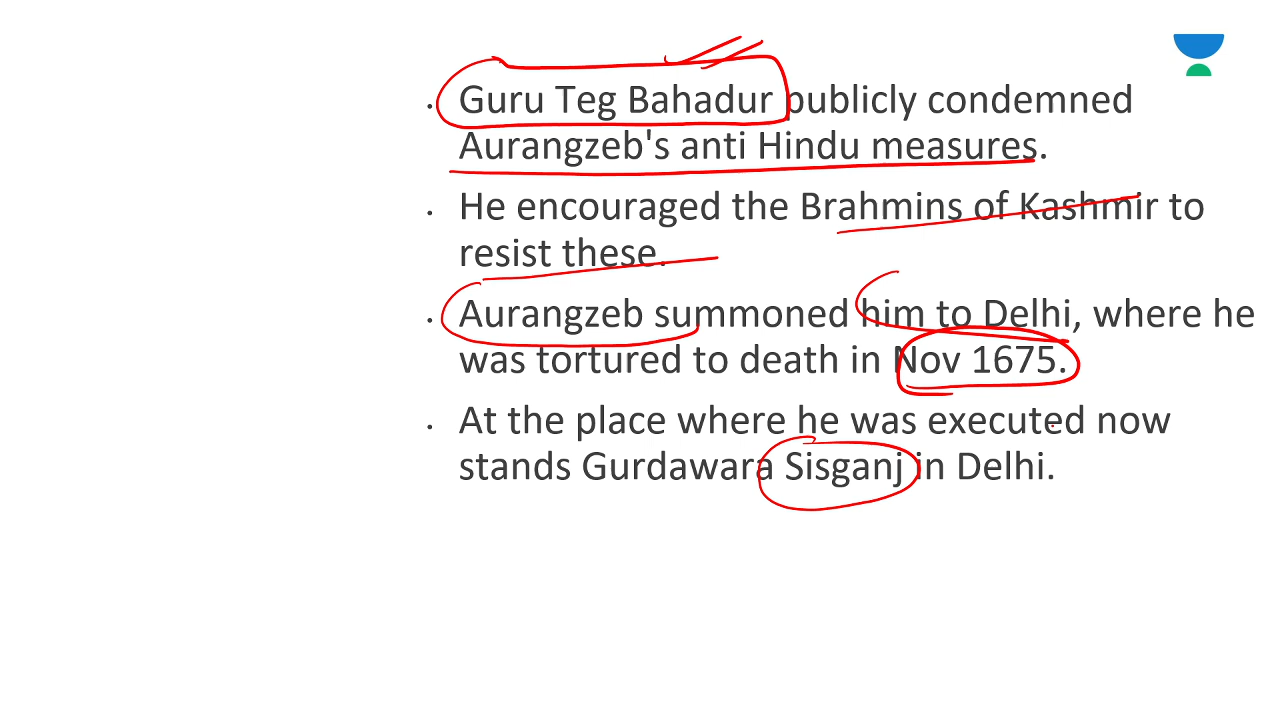 . Guru Teg Bahadur publicly condemned
Aurangzeb's anti Hindu measures.
. He encouraged the Brahmins of Kashmir to
resist these.
. Aurangzeb summoned him to Delhi, where he
was tortured to death in Nov 1675.
. At the place where he was executed now
stands Gurdawara Sisganj in Delhi.